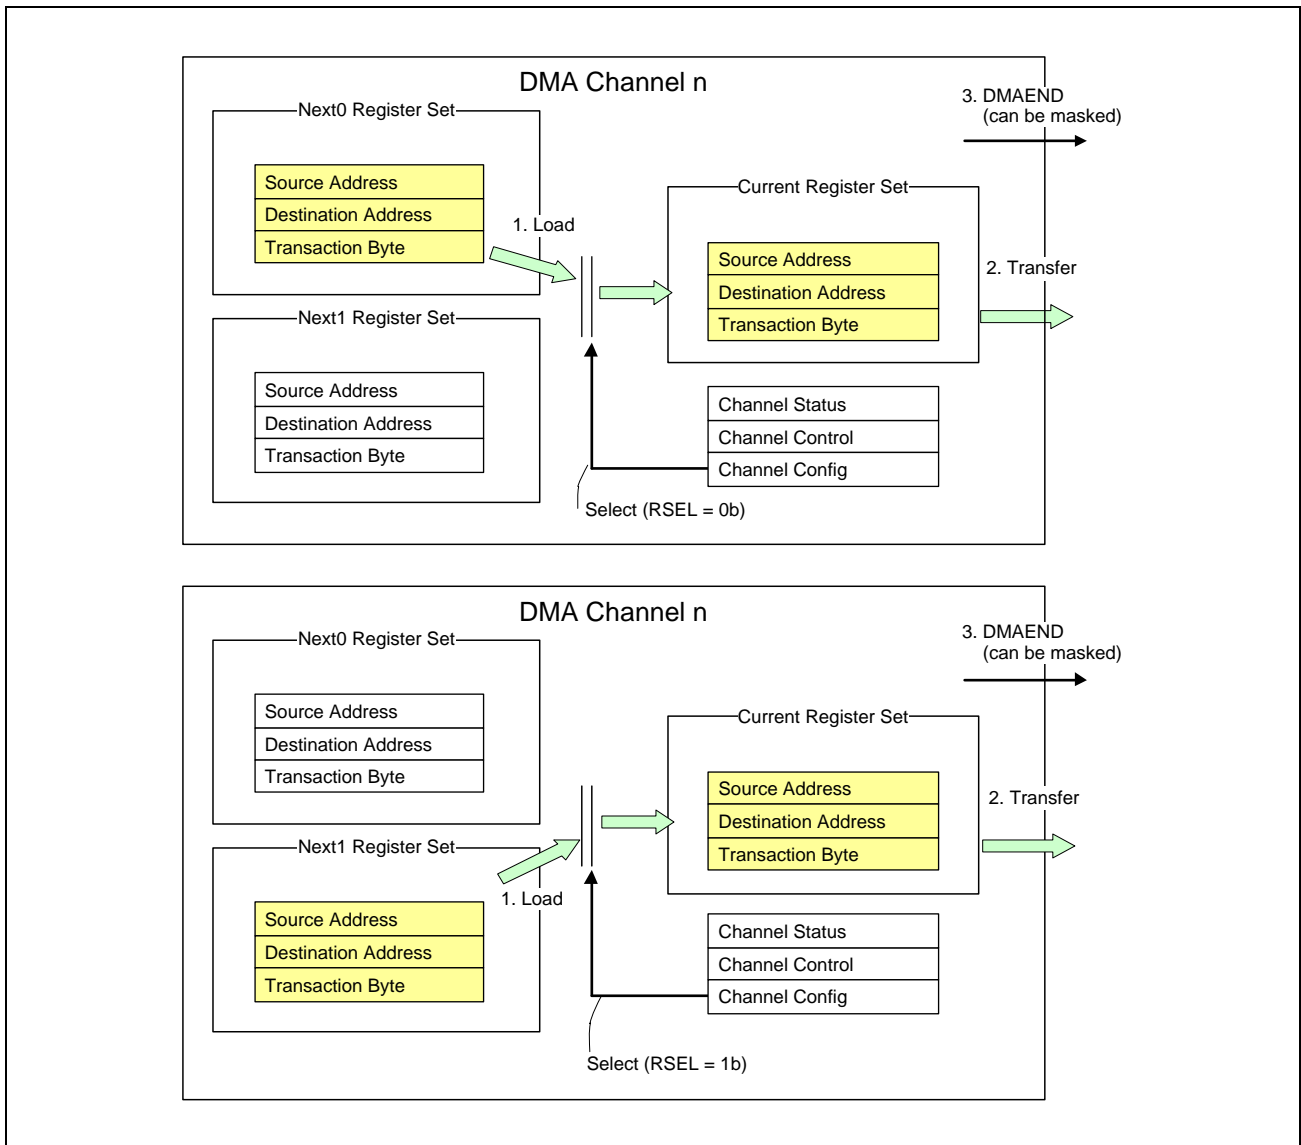 DMA Channel n
3. DMAEND
(can be masked)
Next0 Register Set
Source Address
Destination Address
Transaction Byte
1. Load
Current Register Set
Source Address
Destination Address
Transaction Byte
2. Transfer
Next1 Register Set
Source Address
Destination Address
Transaction Byte
Channel Status
Channel Control
Channel Config
Select (RSEL = 0b)
DMA Channel n
3. DMAEND
(can be masked)
Next0 Register Set
Source Address
Destination Address
Transaction Byte
Current Register Set
Source Address
Destination Address
Transaction Byte
2. Transfer
Next1 Register Set
1. Load
Source Address
Destination Address
Transaction Byte
Channel Status
Channel Control
Channel Config
Select (RSEL = 1b)